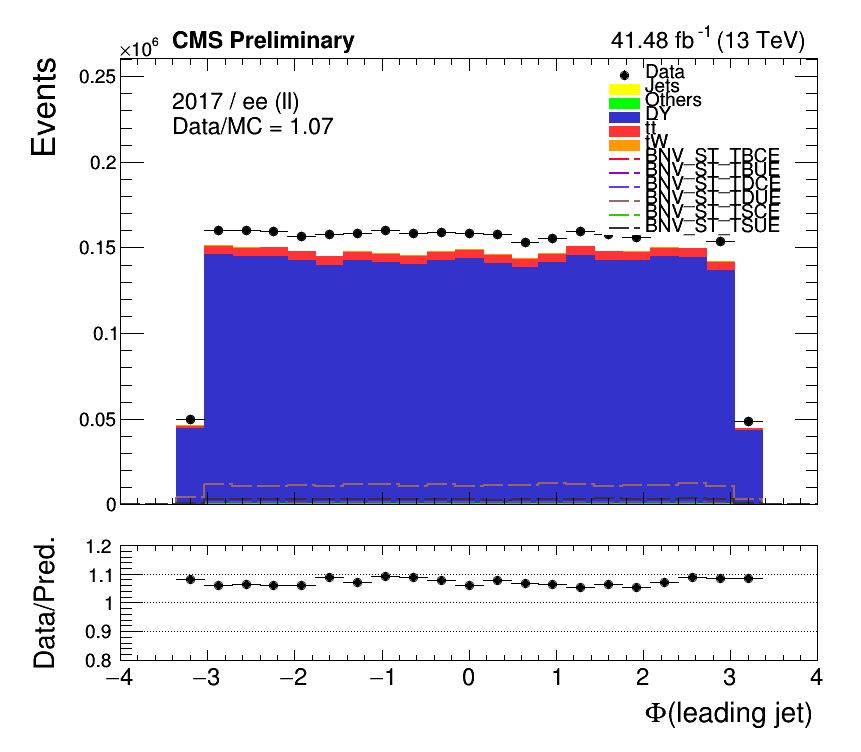 ×10⁶ CMS Preliminary 41.48 fb⁻¹ (13 TeV)
Events
0.25
0.2
0.15
0.1
0.05
0
2017 / ee (ll)
Data/MC = 1.07
Data
Jets
Others
DY
tt
tW
BNV_ST_TBCE
BNV_ST_TBUE
BNV_ST_TDCE
BNV_ST_TDUE
BNV_ST_TSCE
BNV_ST_TSUE
Data/Pred.
1.2
1.1
1
0.9
0.8
−4 −3 −2 −1 0 1 2 3 4
Φ(leading jet)